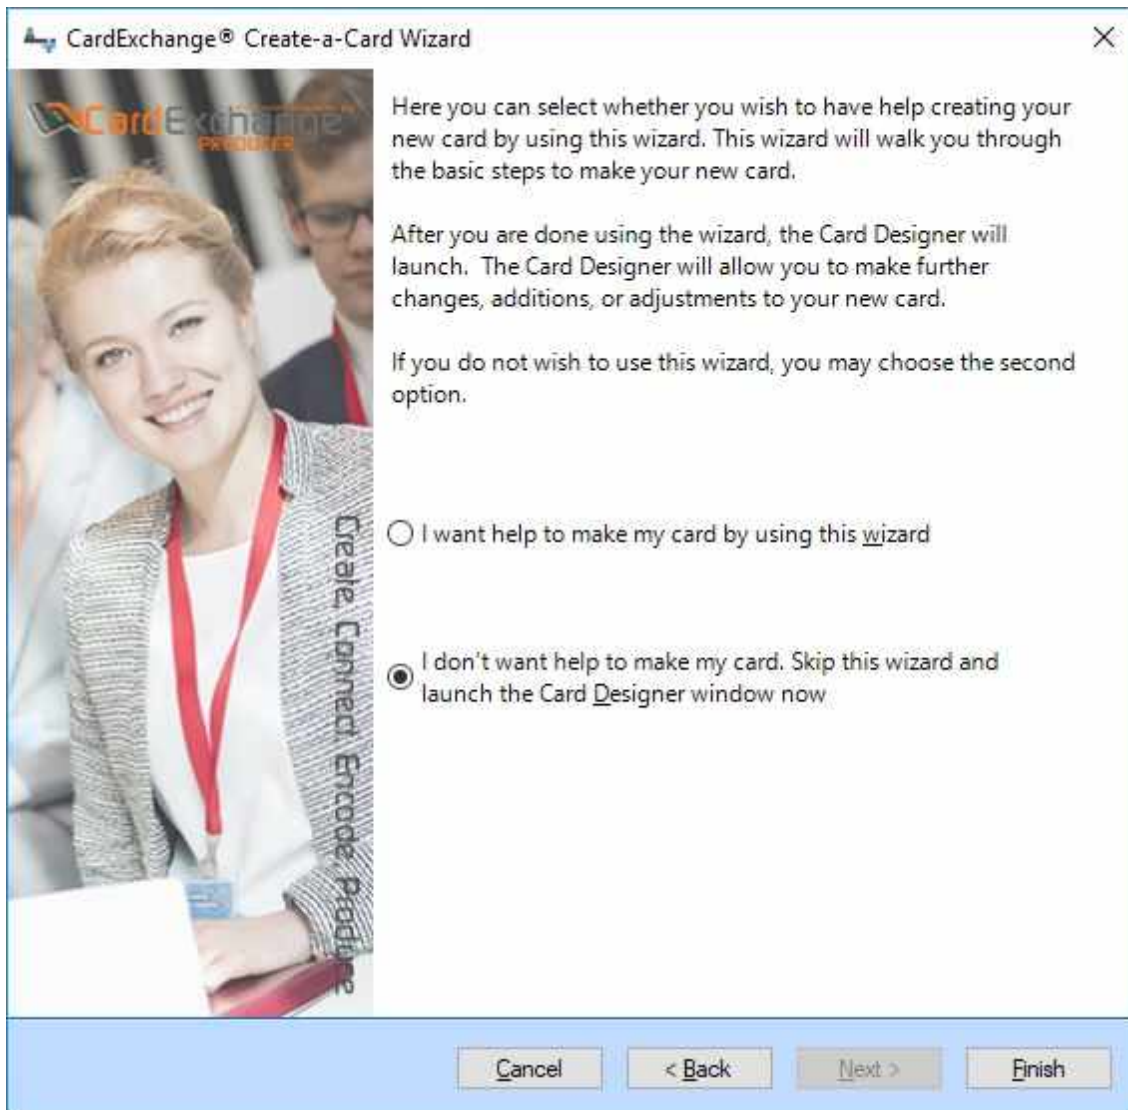 CardExchange® Create-a-Card Wizard
CardExchange
PRODUCER
Here you can select whether you wish to have help creating your
new card by using this wizard. This wizard will walk you through
the basic steps to make your new card.
After you are done using the wizard, the Card Designer will
launch.  The Card Designer will allow you to make further
changes, additions, or adjustments to your new card.
If you do not wish to use this wizard, you may choose the second
option.
I want help to make my card by using this wizard
I don't want help to make my card. Skip this wizard and
launch the Card Designer window now
Create, Connect, Encode, Produce
Cancel
< Back
Next >
Finish